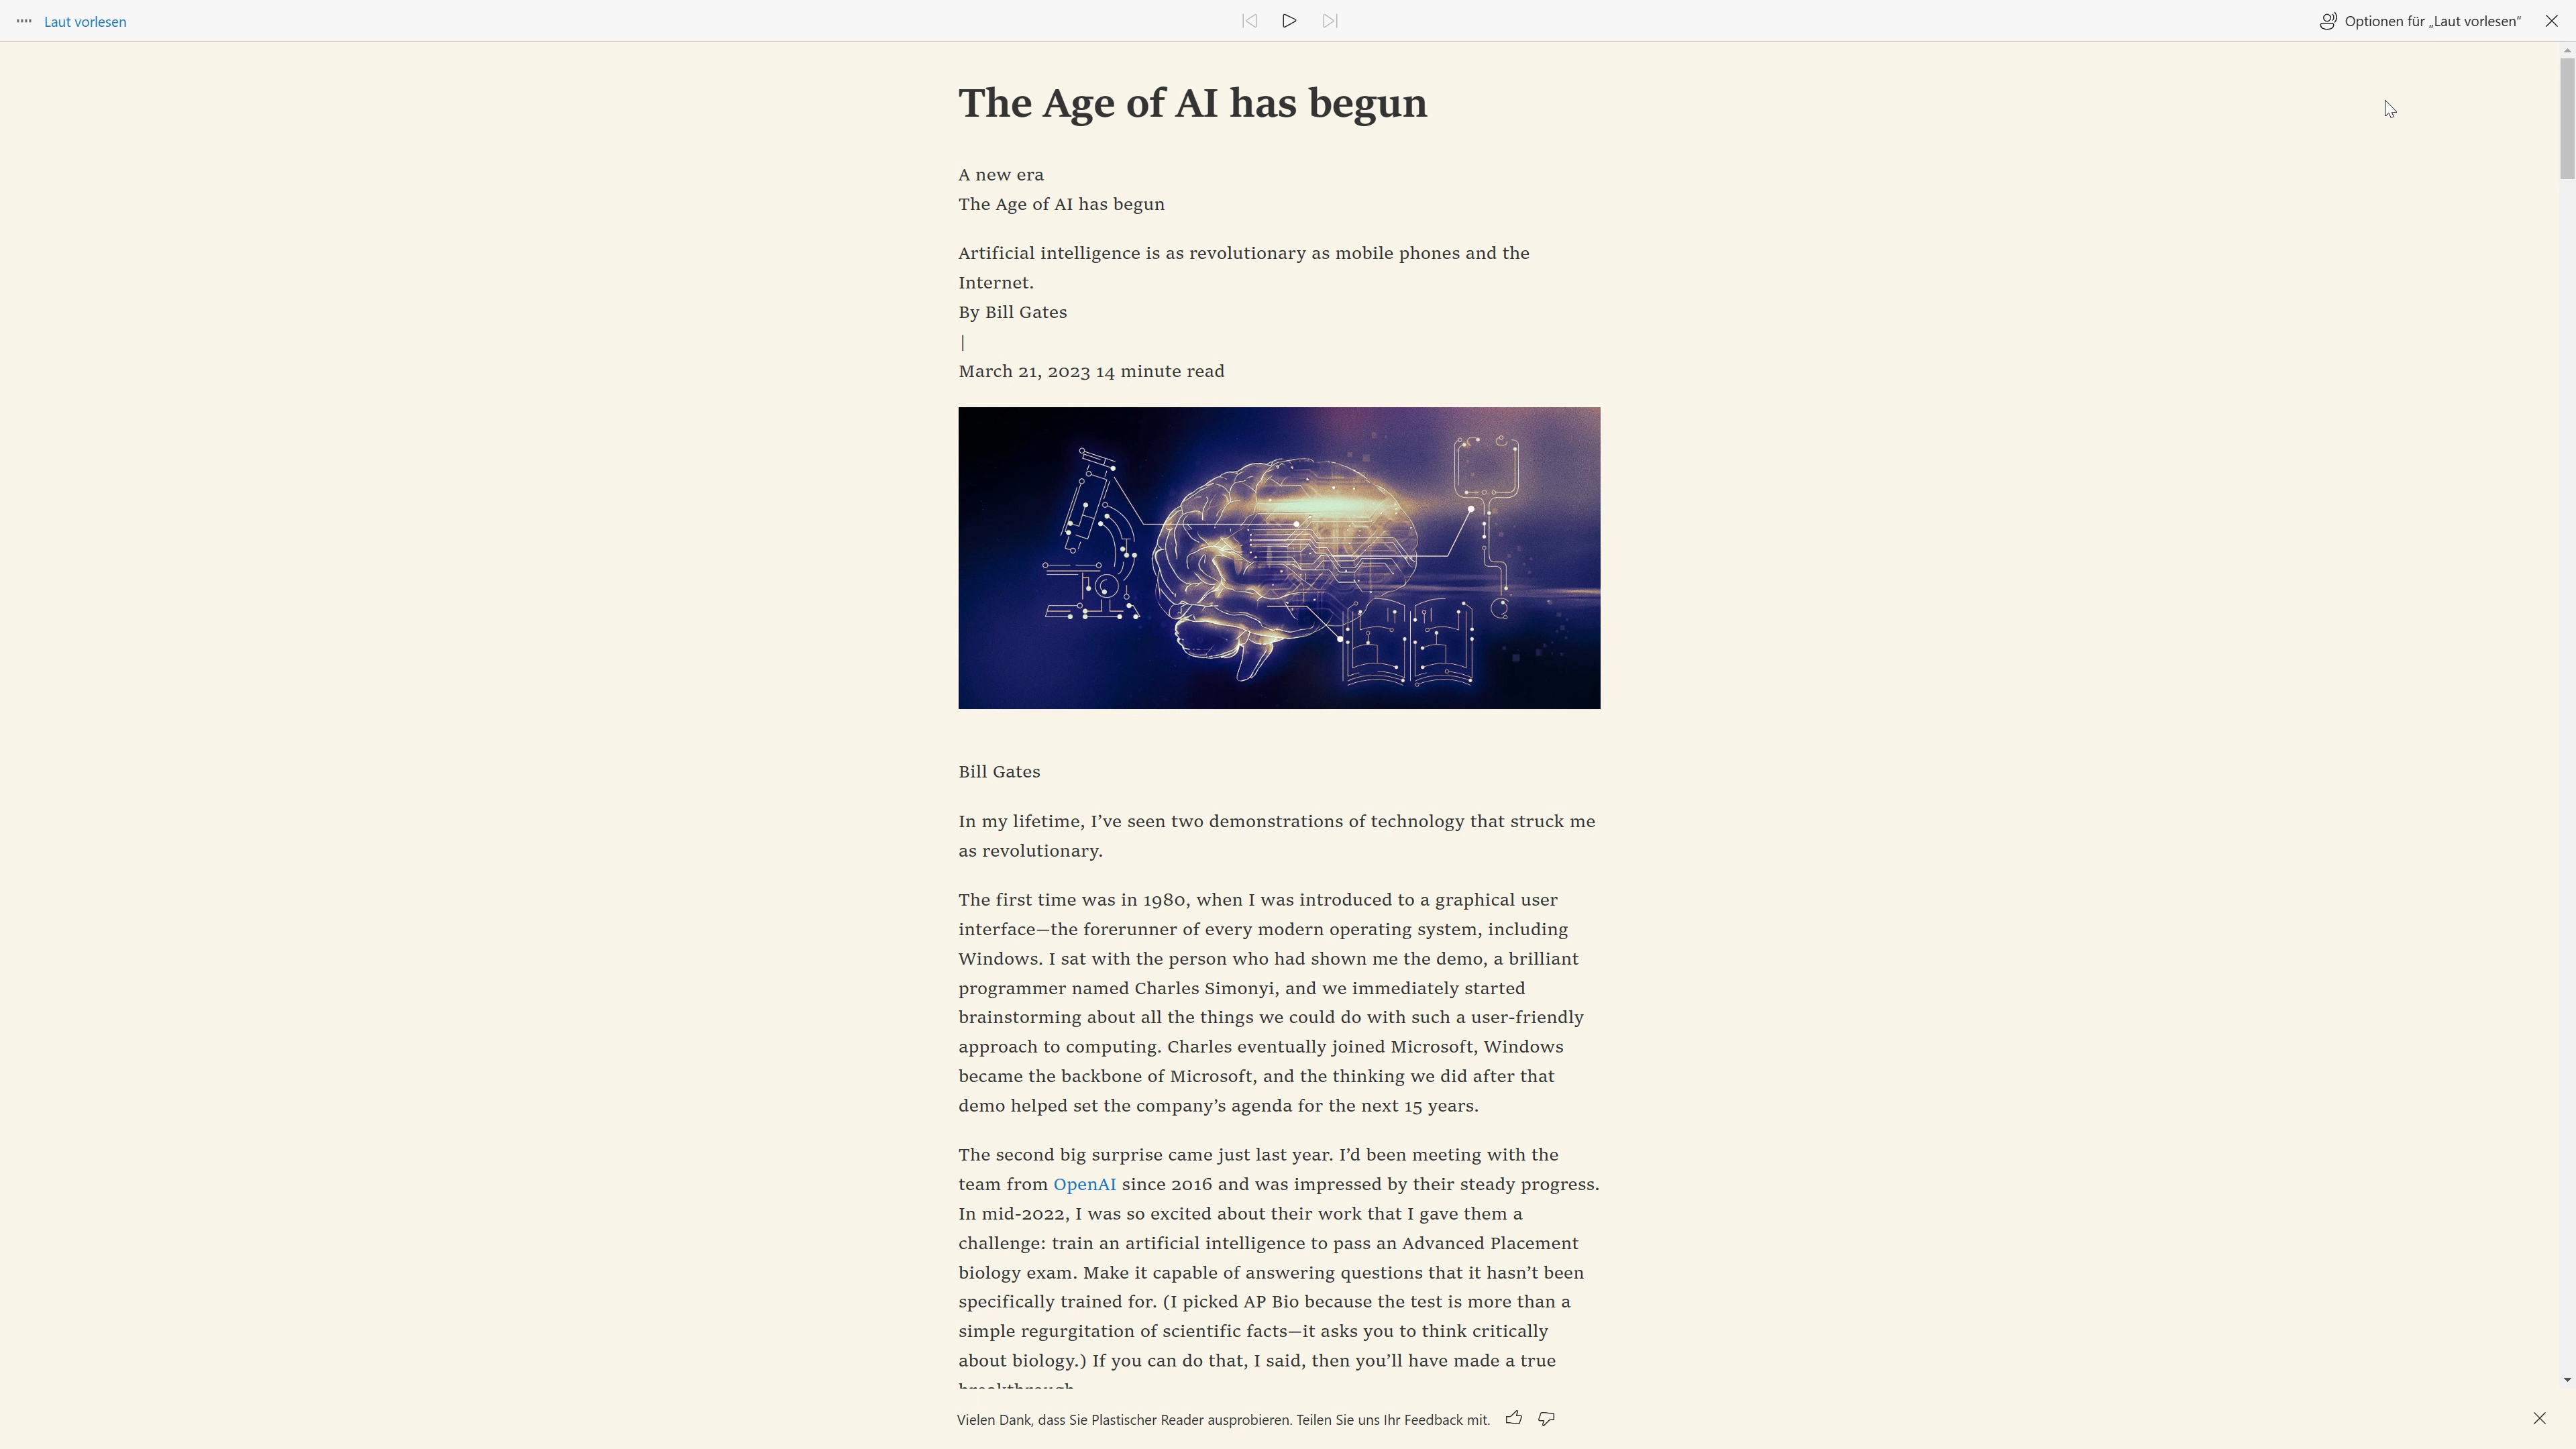 Laut vorlesen
Optionen für „Laut vorlesen“
The Age of AI has begun
A new era
The Age of AI has begun
Artificial intelligence is as revolutionary as mobile phones and the
Internet.
By Bill Gates
|
March 21, 2023 14 minute read
Bill Gates
In my lifetime, I’ve seen two demonstrations of technology that struck me
as revolutionary.
The first time was in 1980, when I was introduced to a graphical user
interface—the forerunner of every modern operating system, including
Windows. I sat with the person who had shown me the demo, a brilliant
programmer named Charles Simonyi, and we immediately started
brainstorming about all the things we could do with such a user-friendly
approach to computing. Charles eventually joined Microsoft, Windows
became the backbone of Microsoft, and the thinking we did after that
demo helped set the company’s agenda for the next 15 years.
The second big surprise came just last year. I’d been meeting with the
team from OpenAI since 2016 and was impressed by their steady progress.
In mid-2022, I was so excited about their work that I gave them a
challenge: train an artificial intelligence to pass an Advanced Placement
biology exam. Make it capable of answering questions that it hasn’t been
specifically trained for. (I picked AP Bio because the test is more than a
simple regurgitation of scientific facts—it asks you to think critically
about biology.) If you can do that, I said, then you’ll have made a true
breakthrough.
Vielen Dank, dass Sie Plastischer Reader ausprobieren. Teilen Sie uns Ihr Feedback mit.